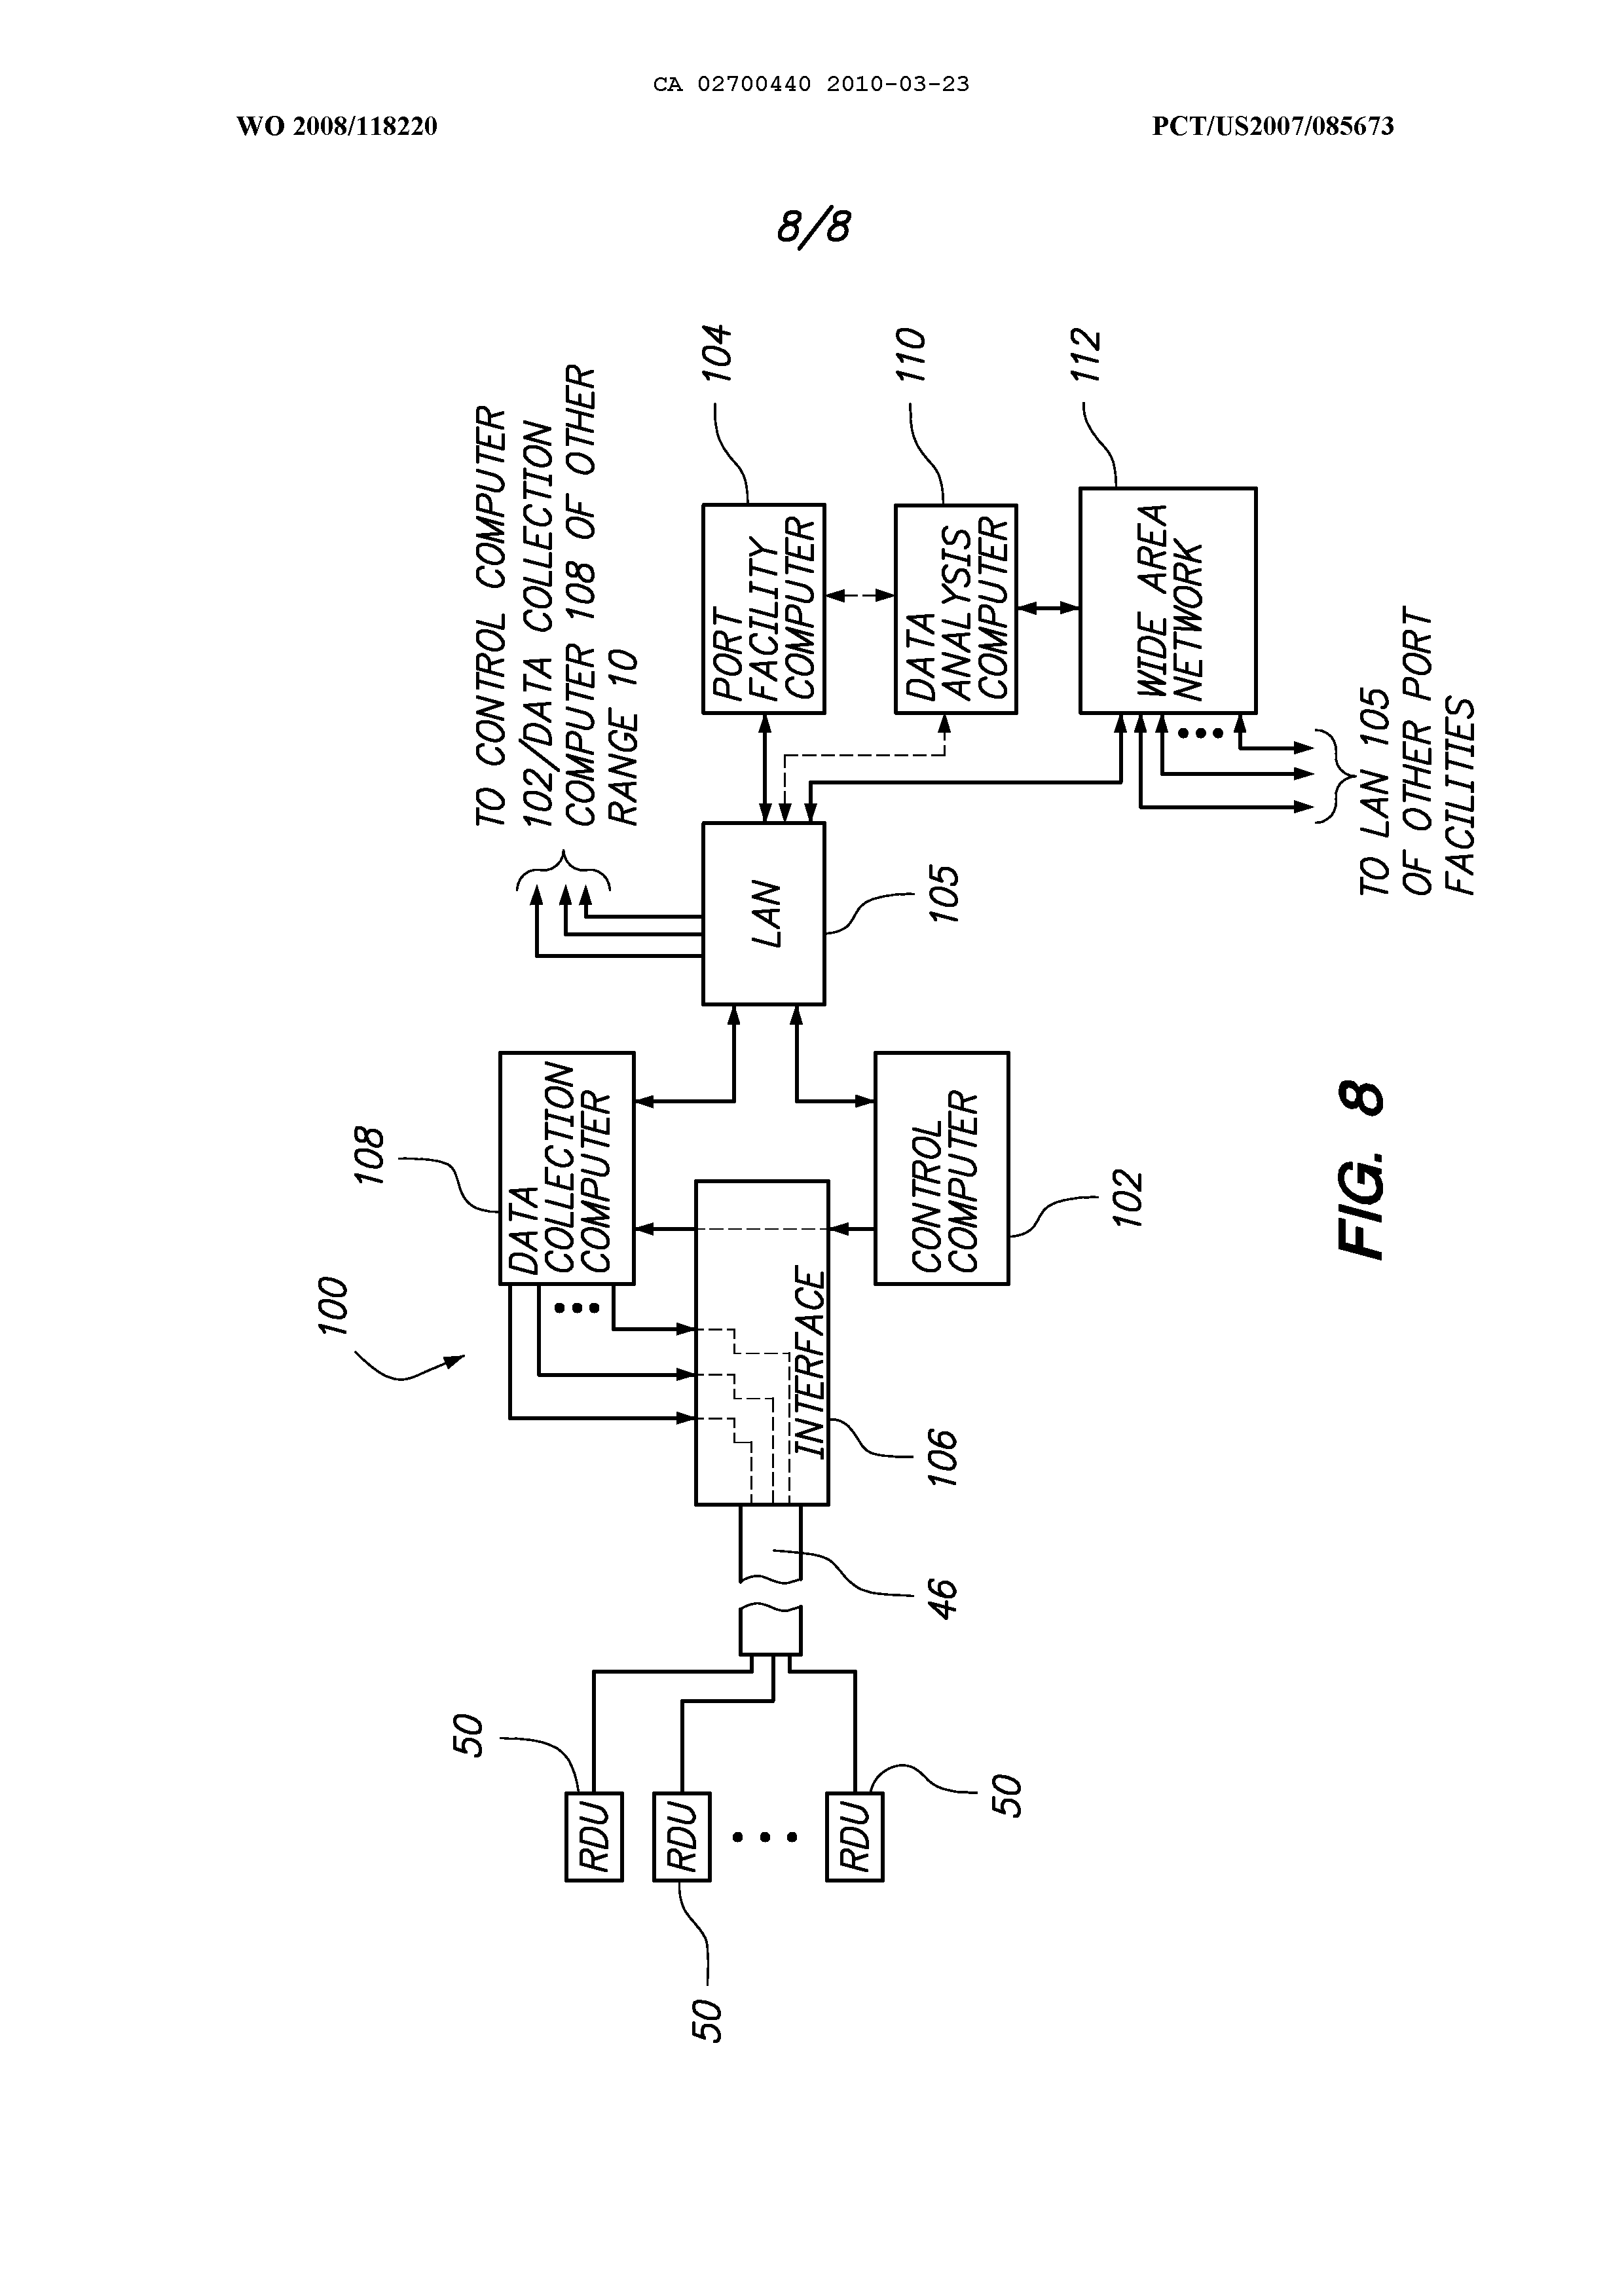 CA 02700440 2010-03-23
WO 2008/118220
PCT/US2007/085673
8/8
TO CONTROL COMPUTER
102/DATA COLLECTION
COMPUTER 108 OF OTHER
RANGE 10
104
110
112
PORT
FACILITY
COMPUTER
DATA
ANALYSIS
COMPUTER
WIDE AREA
NETWORK
TO LAN 105
OF OTHER PORT
FACILITIES
LAN
105
108
DATA
COLLECTION
COMPUTER
CONTROL
COMPUTER
102
100
INTERFACE
106
46
50
RDU
RDU
RDU
50
50
FIG. 8